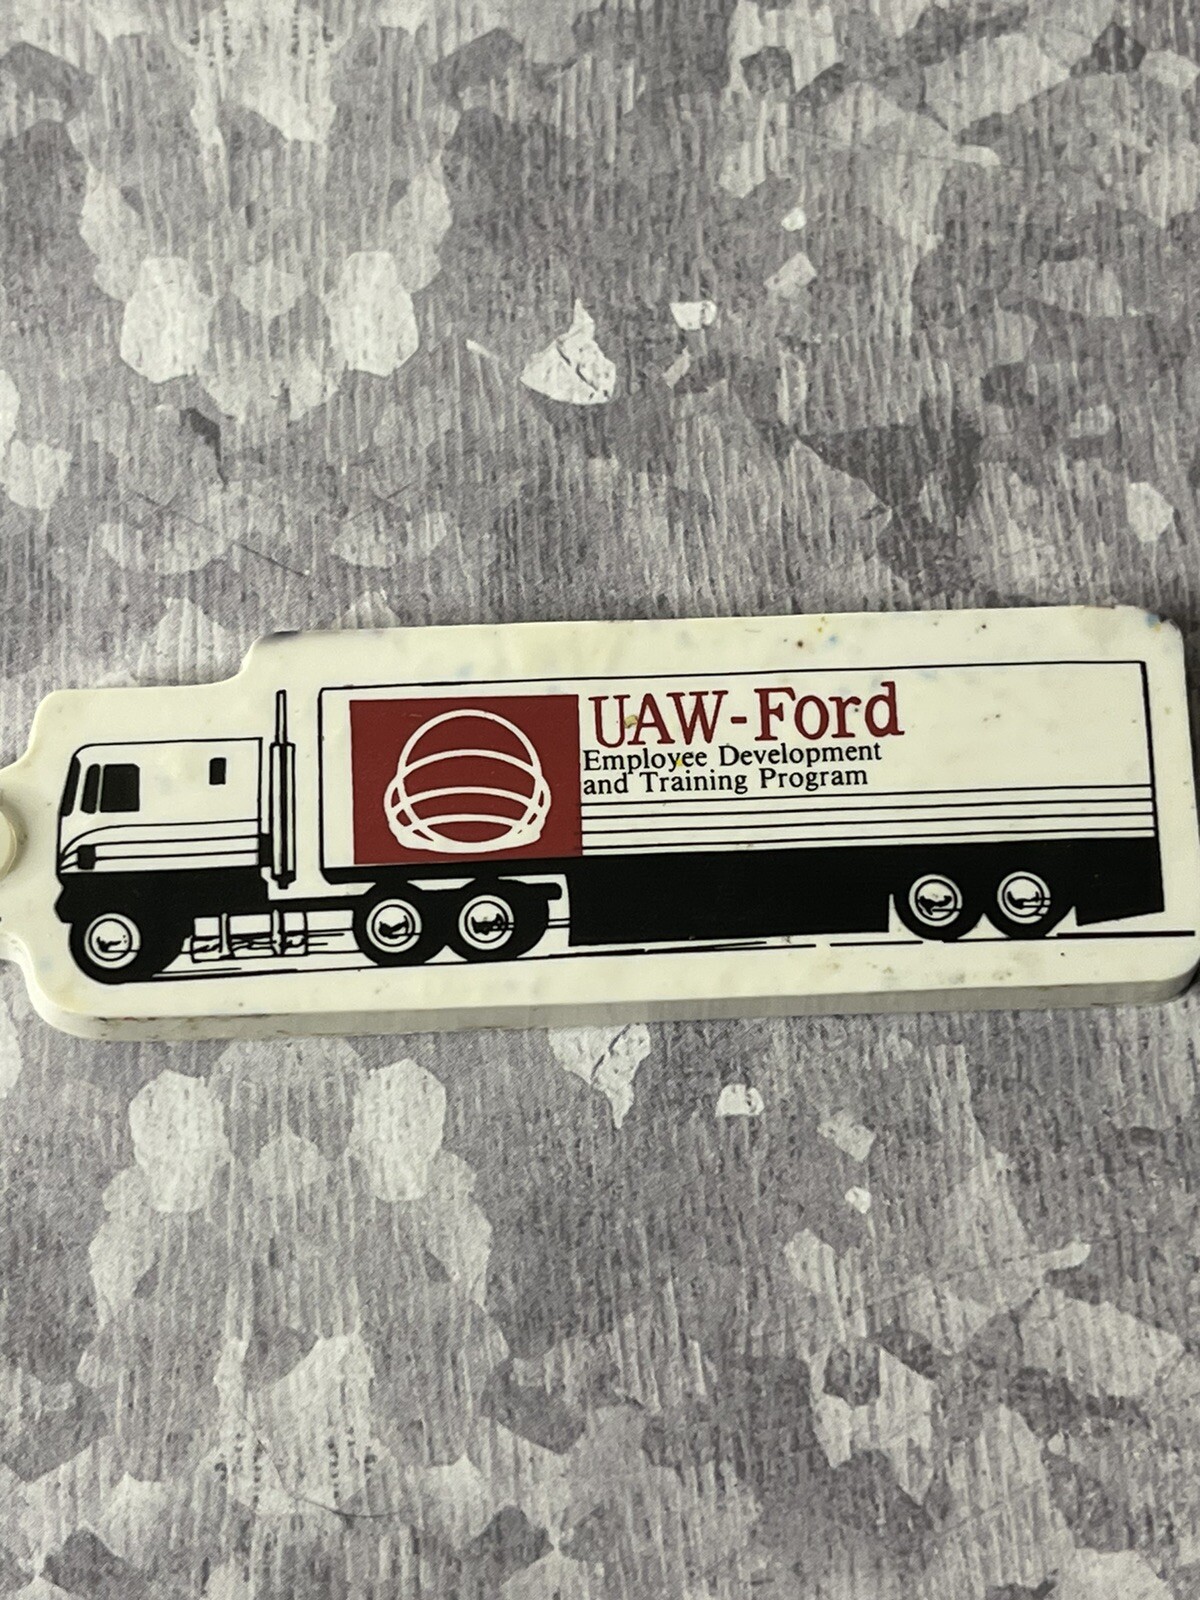 UAW-Ford
Employee Development
and Training Program